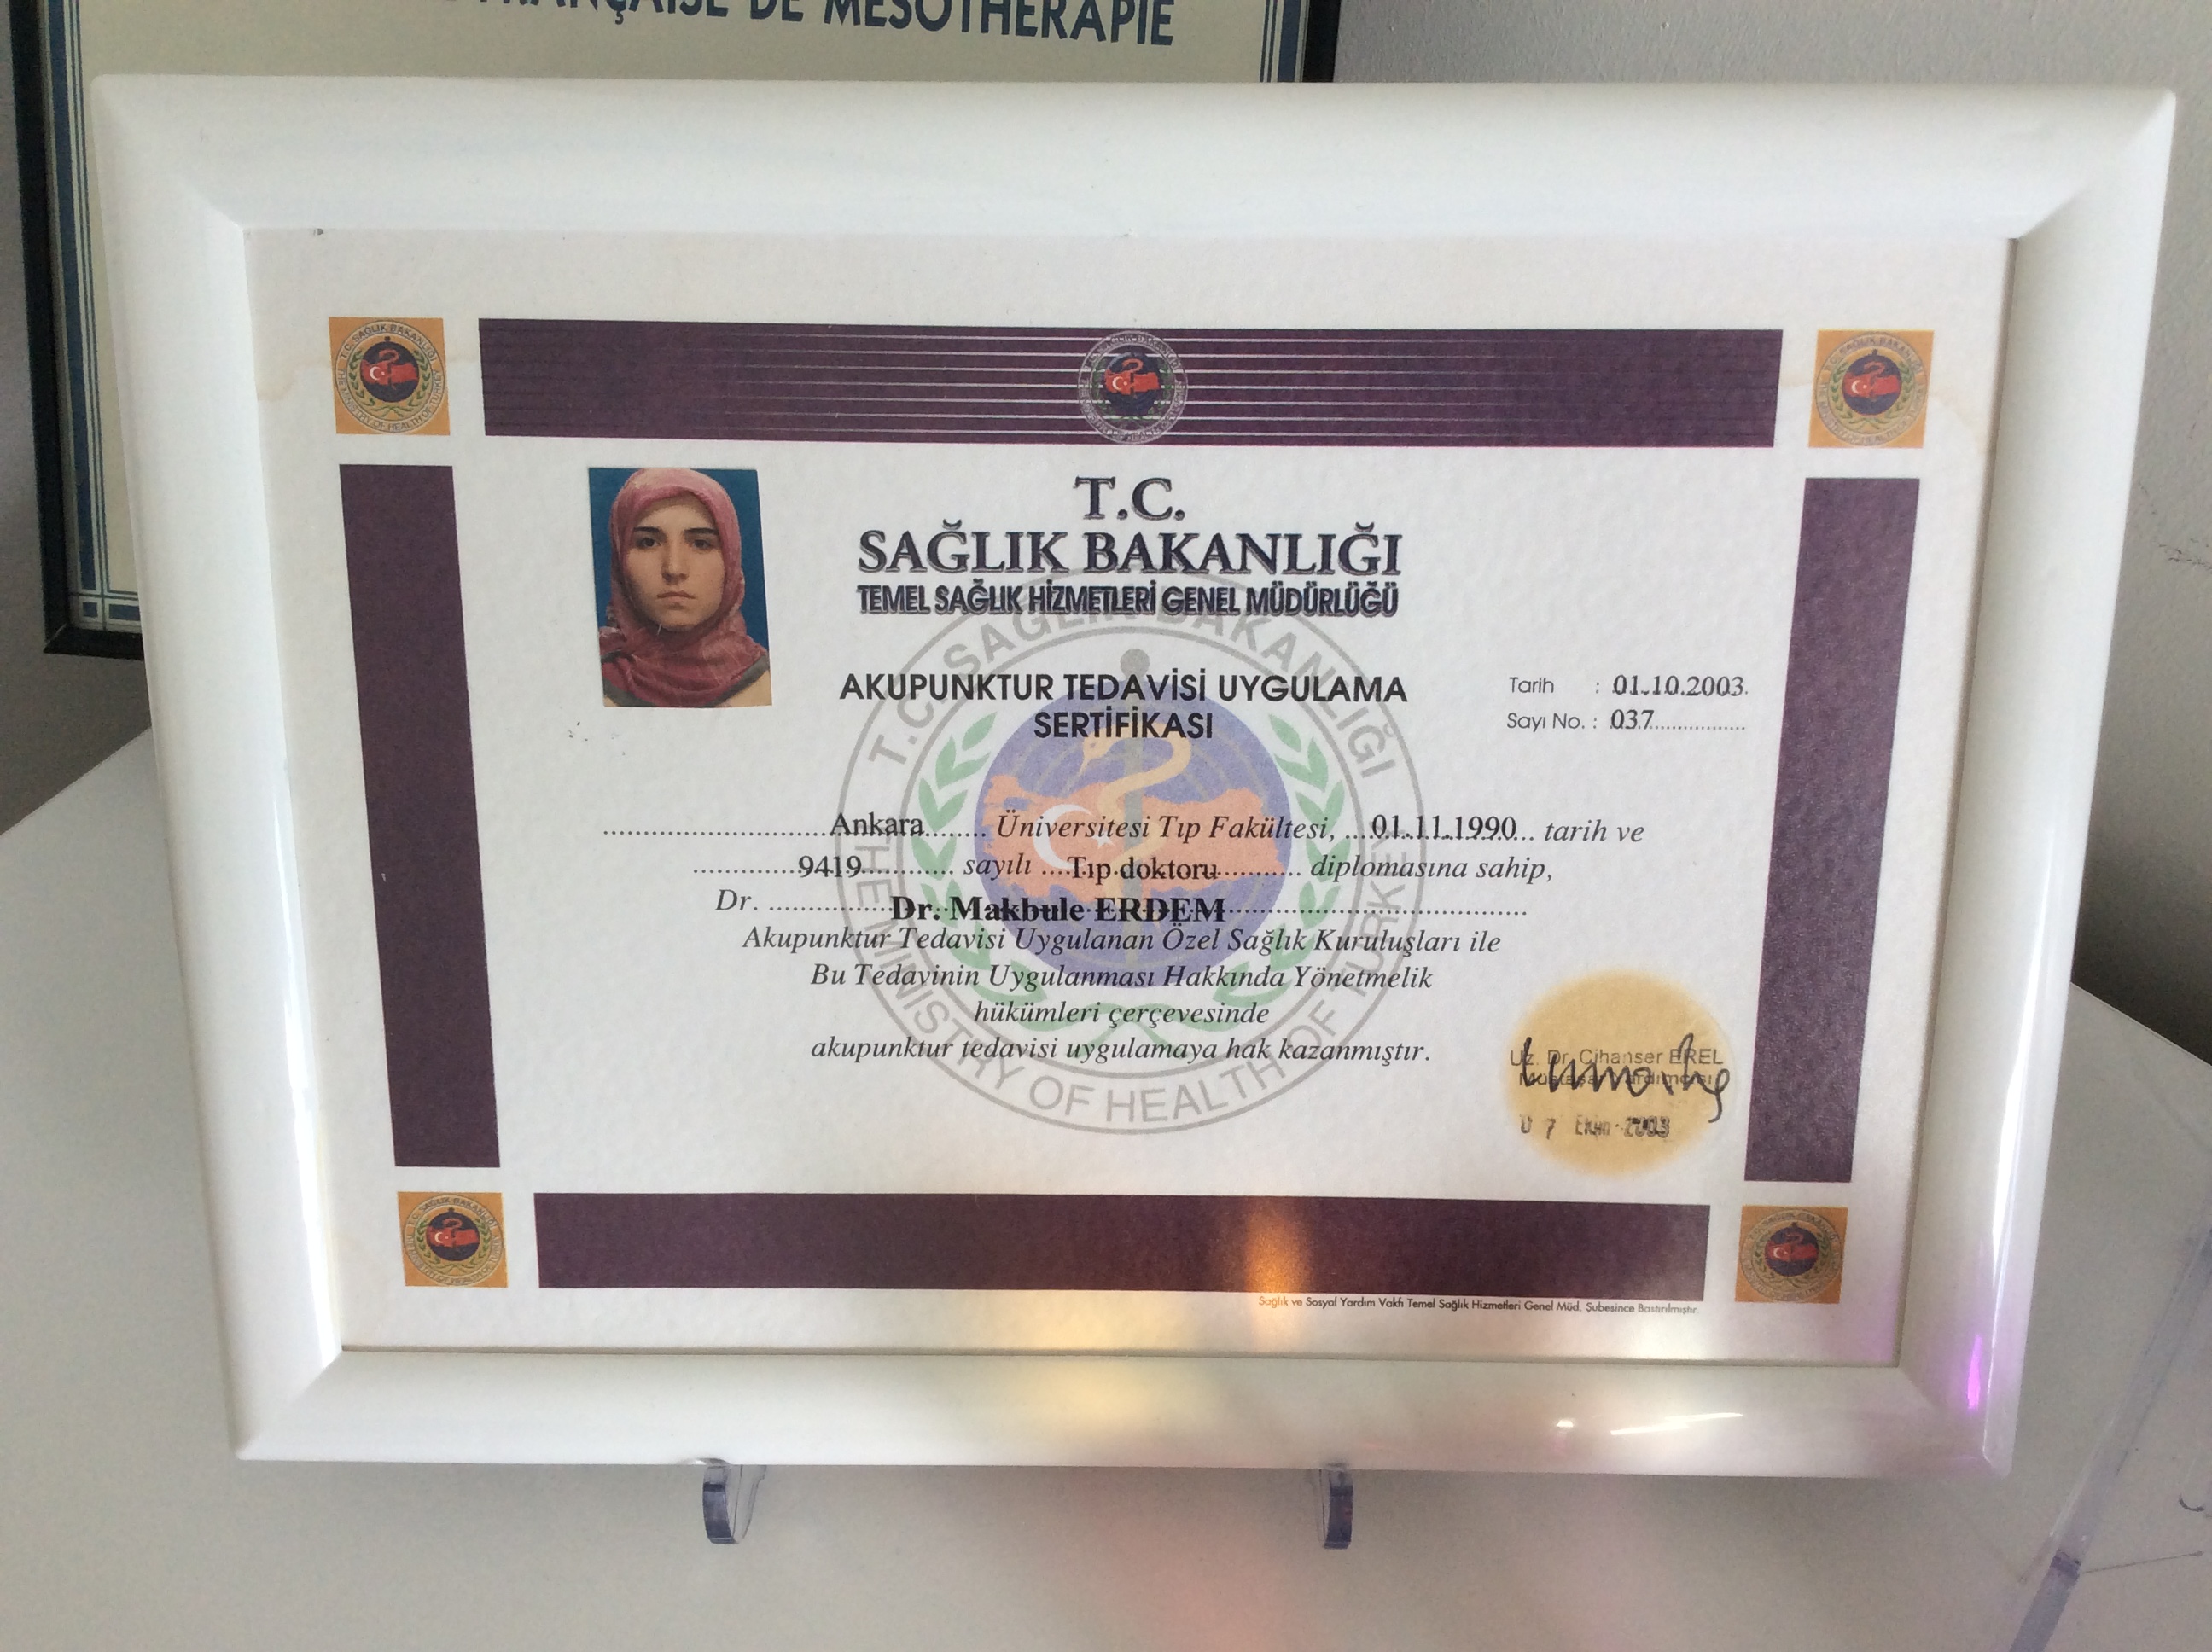 FRANÇAISE DE MESOTHERAPIE
T.C.
SAĞLIK BAKANLIĞI
TEMEL SAĞLIK HİZMETLERİ GENEL MÜDÜRLÜĞÜ
AKUPUNKTUR TEDAVİSİ UYGULAMA
SERTİFİKASI
Tarih : 01.10.2003
Sayı No. : 037
Ankara Üniversitesi Tıp Fakültesi, 01.11.1990 tarih ve
9419 sayılı Tıp doktoru diplomasına sahip,
Dr. Dr. Makbule ERDEM
Akupunktur Tedavisi Uygulanan Özel Sağlık Kuruluşları ile
Bu Tedavinin Uygulanması Hakkında Yönetmelik
hükümleri çerçevesinde
akupunktur tedavisi uygulamaya hak kazanmıştır.
T.C. SAĞLIK BAKANLIĞI
THE MINISTRY OF HEALTH OF TURKEY
Uz. Dr. Cihanser EREL
Müsteşar Yardımcısı
07 Ekim 2003
Sağlık ve Sosyal Yardım Vakfı Temel Sağlık Hizmetleri Genel Müd. Şubesince Bastırılmıştır.